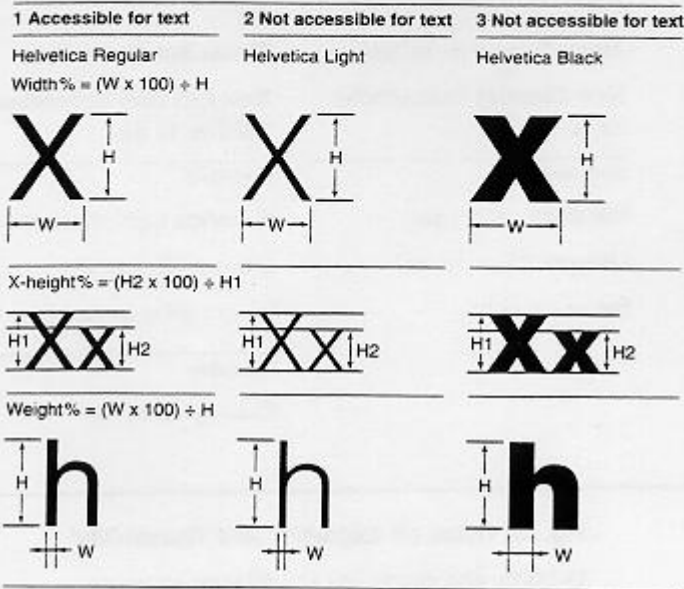 1 Accessible for text
2 Not accessible for text
3 Not accessible for text
Helvetica Regular
Helvetica Light
Helvetica Black
Width% = (W x 100) ÷ H
X
H
W
X
H
W
X
H
W
X-height% = (H2 x 100) ÷ H1
H1
Xx
H2
H1
Xx
H2
H1
Xx
H2
Weight% = (W x 100) ÷ H
H
h
W
H
h
W
H
h
W